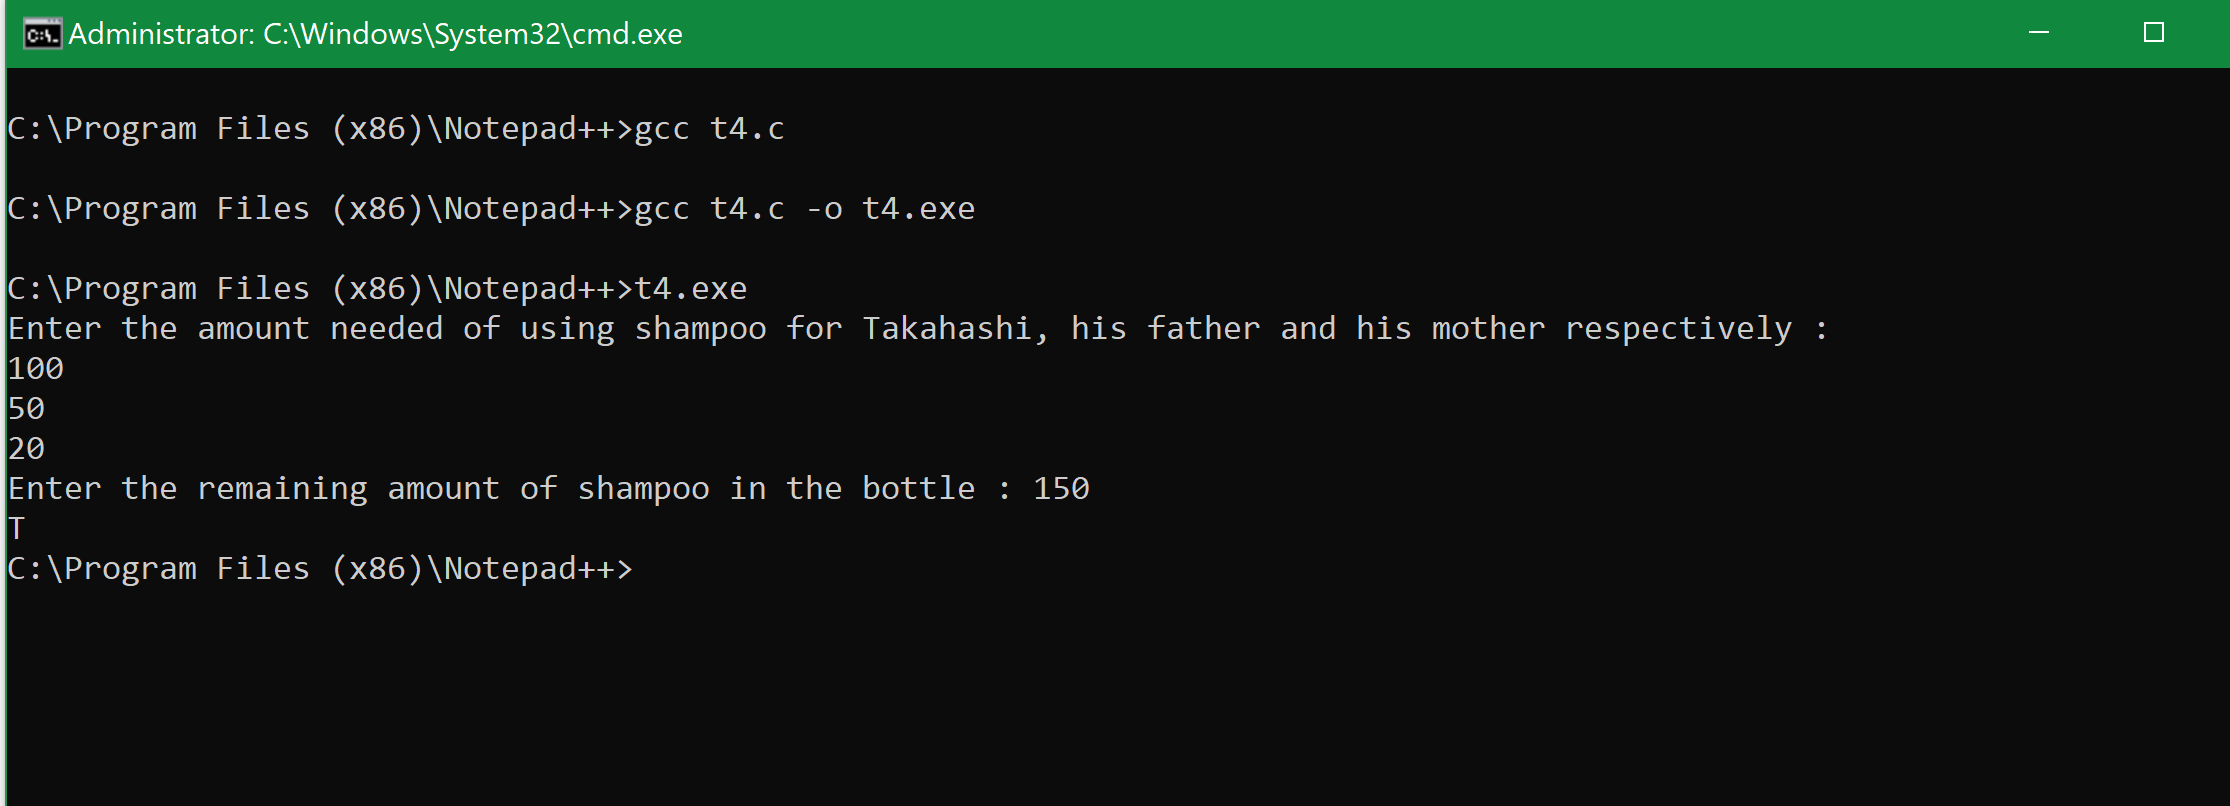 Administrator: C:\Windows\System32\cmd.exe
C:\Program Files (x86)\Notepad++>gcc t4.c
C:\Program Files (x86)\Notepad++>gcc t4.c -o t4.exe
C:\Program Files (x86)\Notepad++>t4.exe
Enter the amount needed of using shampoo for Takahashi, his father and his mother respectively :
100
50
20
Enter the remaining amount of shampoo in the bottle : 150
T
C:\Program Files (x86)\Notepad++>